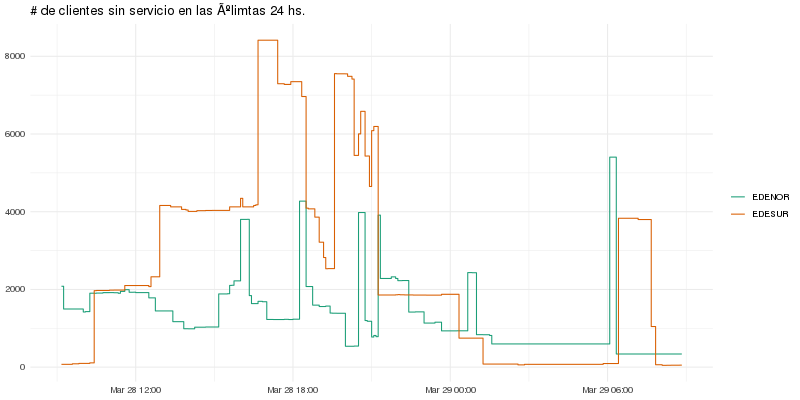 # de clientes sin servicio en las Ãºlimtas 24 hs.
8000
6000
4000
2000
0
Mar 28 12:00
Mar 28 18:00
Mar 29 00:00
Mar 29 06:00
EDENOR
EDESUR